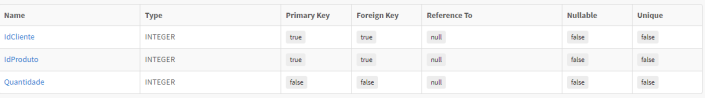 Name Type Primary Key Foreign Key Reference To Nullable Unique
IdCliente INTEGER true true null false false
IdProduto INTEGER true true null false false
Quantidade INTEGER false false null false false